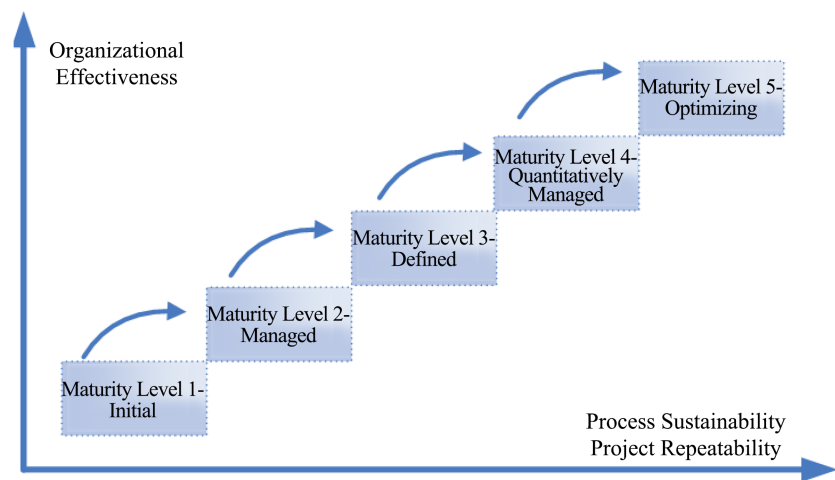 Organizational
Effectiveness
Maturity Level 5-
Optimizing
Maturity Level 4-
Quantitatively
Managed
Maturity Level 3-
Defined
Maturity Level 2-
Managed
Maturity Level 1-
Initial
Process Sustainability
Project Repeatability